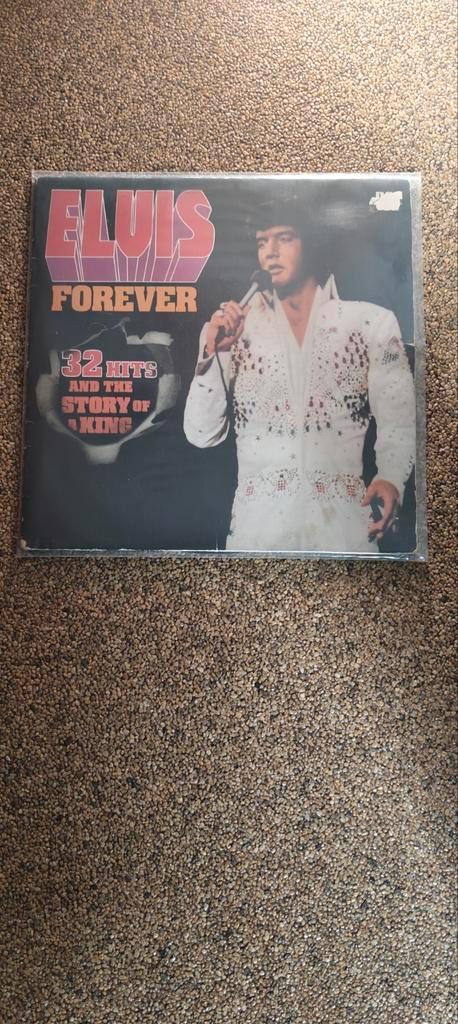 ELVIS
FOREVER
32 HITS
AND THE
STORY OF
A KING